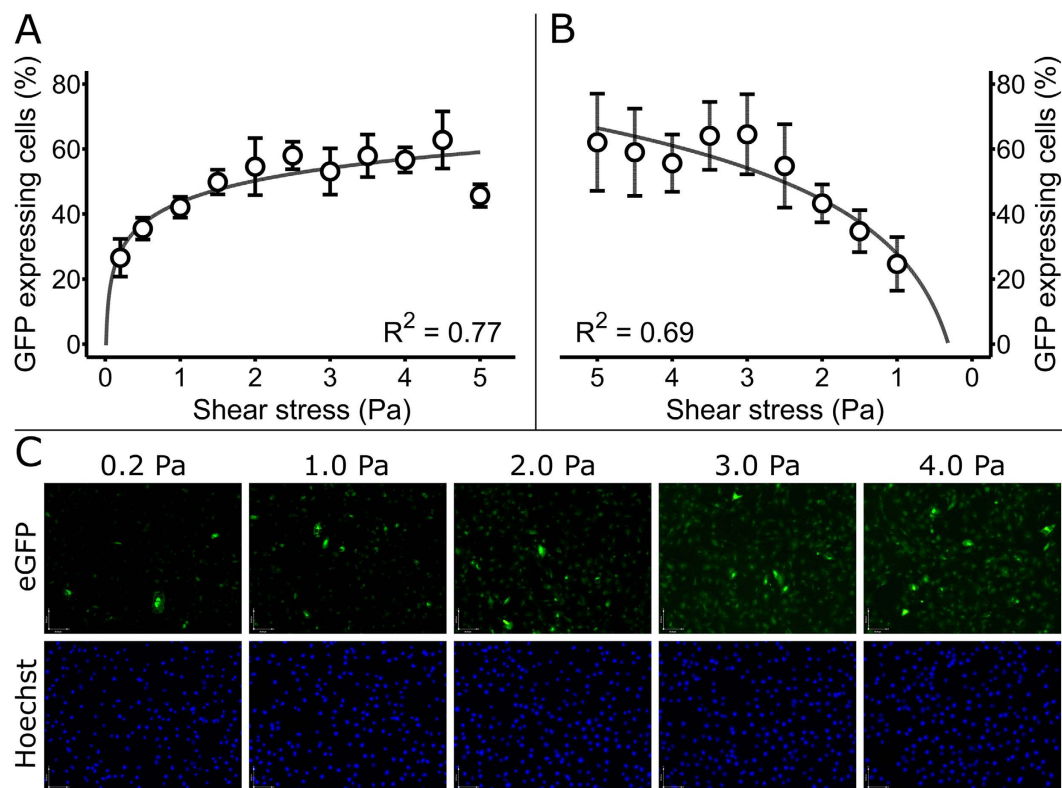 A
B
GFP expressing cells (%)
80
60
40
20
0
R² = 0.77
0 1 2 3 4 5
Shear stress (Pa)
R² = 0.69
5 4 3 2 1 0
Shear stress (Pa)
80
60
40
20
0
GFP expressing cells (%)
C
0.2 Pa 1.0 Pa 2.0 Pa 3.0 Pa 4.0 Pa
eGFP
Hoechst